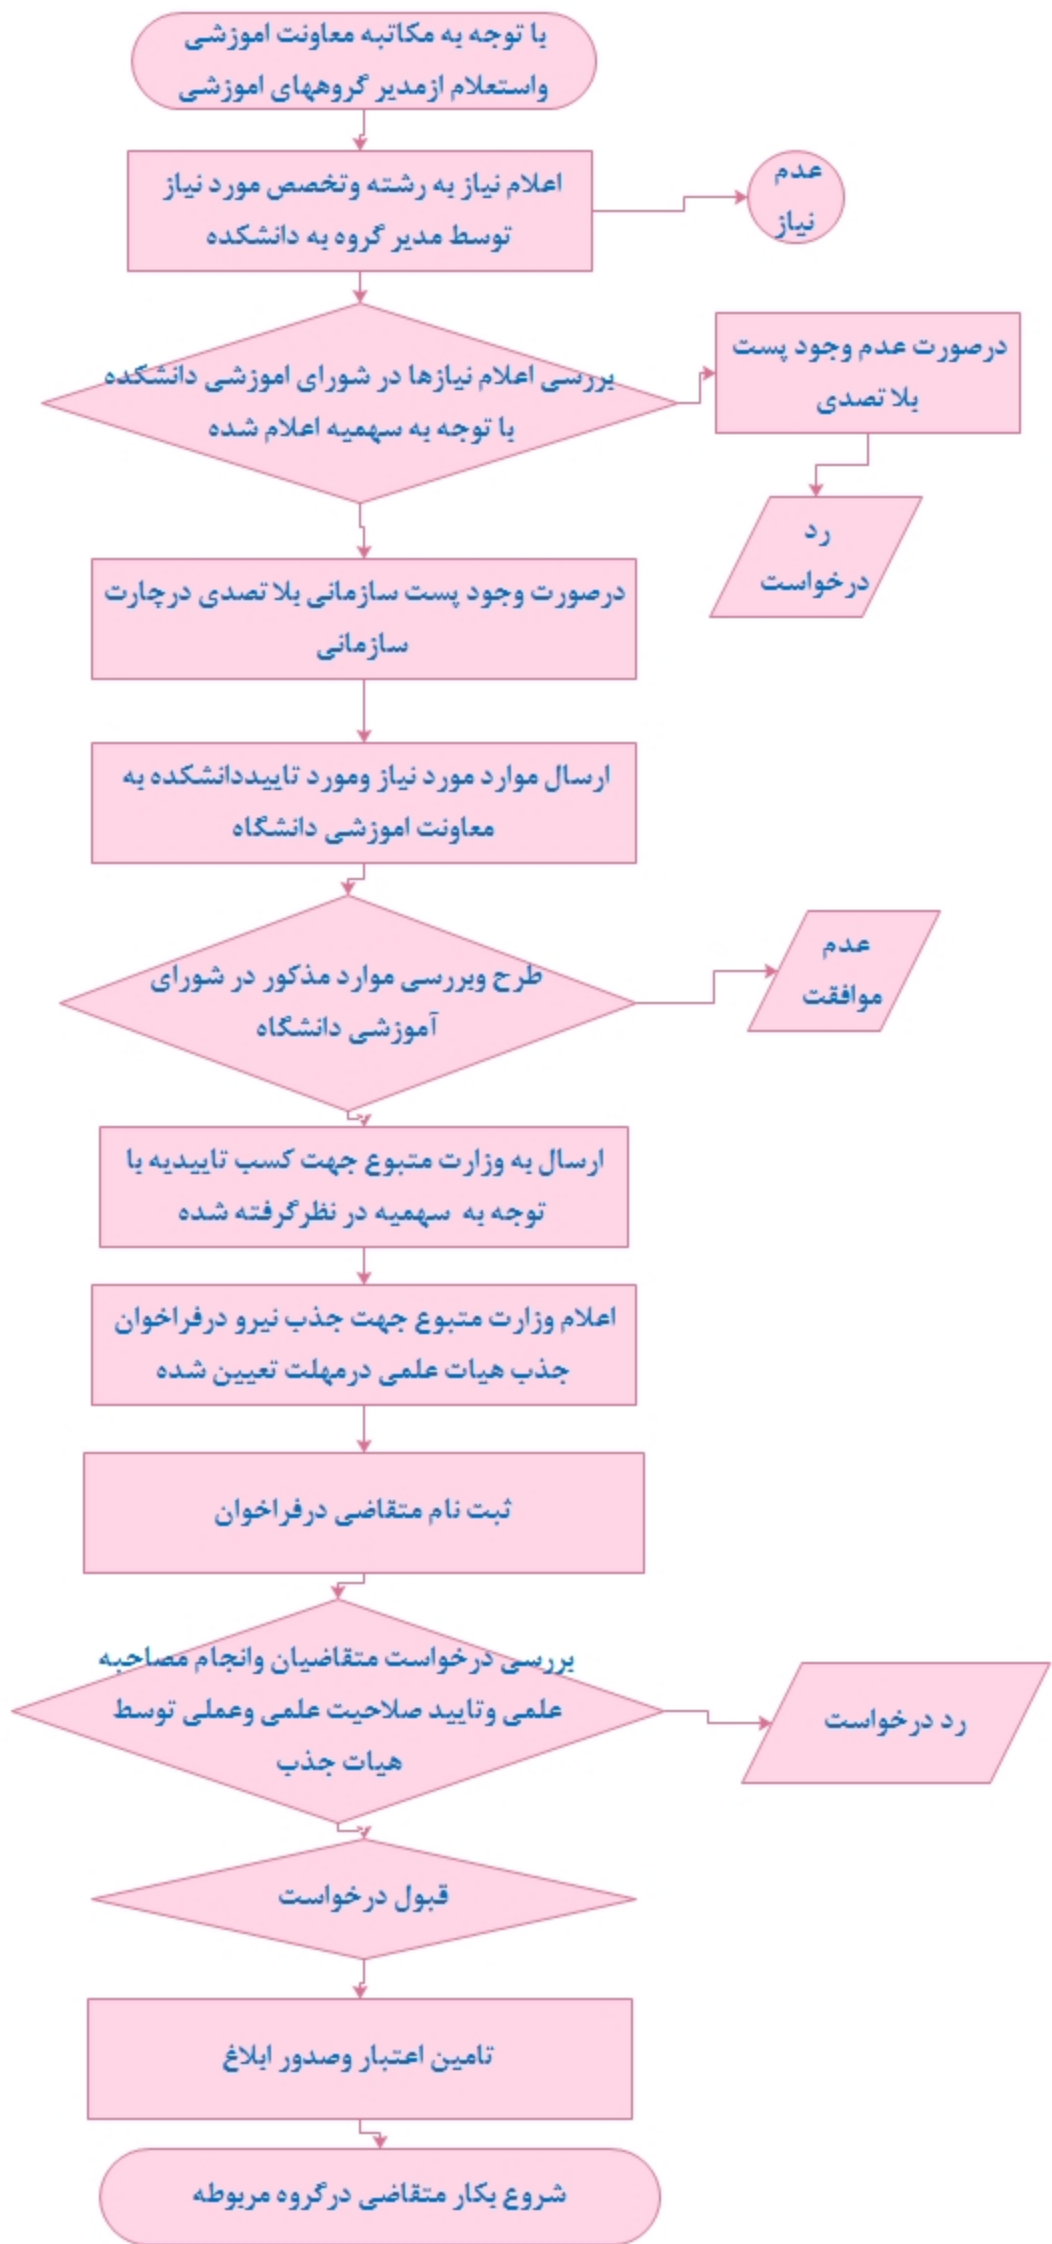 با توجه به مکاتبه معاونت اموزشی
واستعلام ازمدیر گروههای اموزشی
اعلام نیاز به رشته وتخصص مورد نیاز
توسط مدیر گروه به دانشکده
عدم
نیاز
بررسی اعلام نیازها در شورای اموزشی دانشکده
با توجه به سهمیه اعلام شده
درصورت عدم وجود پست
بلا تصدی
رد
درخواست
درصورت وجود پست سازمانی بلا تصدی درچارت
سازمانی
ارسال موارد مورد نیاز ومورد تاییددانشکده به
معاونت اموزشی دانشگاه
طرح وبررسی موارد مذکور در شورای
آموزشی دانشگاه
عدم
موافقت
ارسال به وزارت متبوع جهت کسب تاییدیه با
توجه به سهمیه در نظرگرفته شده
اعلام وزارت متبوع جهت جذب نیرو درفراخوان
جذب هیات علمی درمهلت تعیین شده
ثبت نام متقاضی درفراخوان
بررسی درخواست متقاضیان وانجام مصاحبه
علمی وتایید صلاحیت علمی وعملی توسط
هیات جذب
رد درخواست
قبول درخواست
تامین اعتبار وصدور ابلاغ
شروع بکار متقاضی درگروه مربوطه